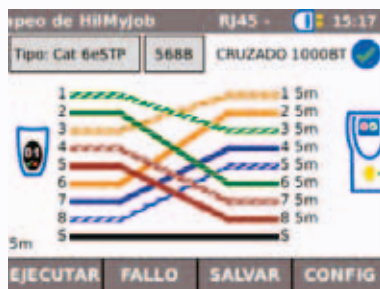 apeo de HilMyJob RJ45 - 15:17
Tipo: Cat 6eSTP 568B CRUZADO 1000BT
1 1 5m
2 2 5m
3 3 5m
4 4 5m
5 5 5m
6 6 5m
7 7 5m
8 8 5m
S S
5m
EJECUTAR FALLO SALVAR CONFIG